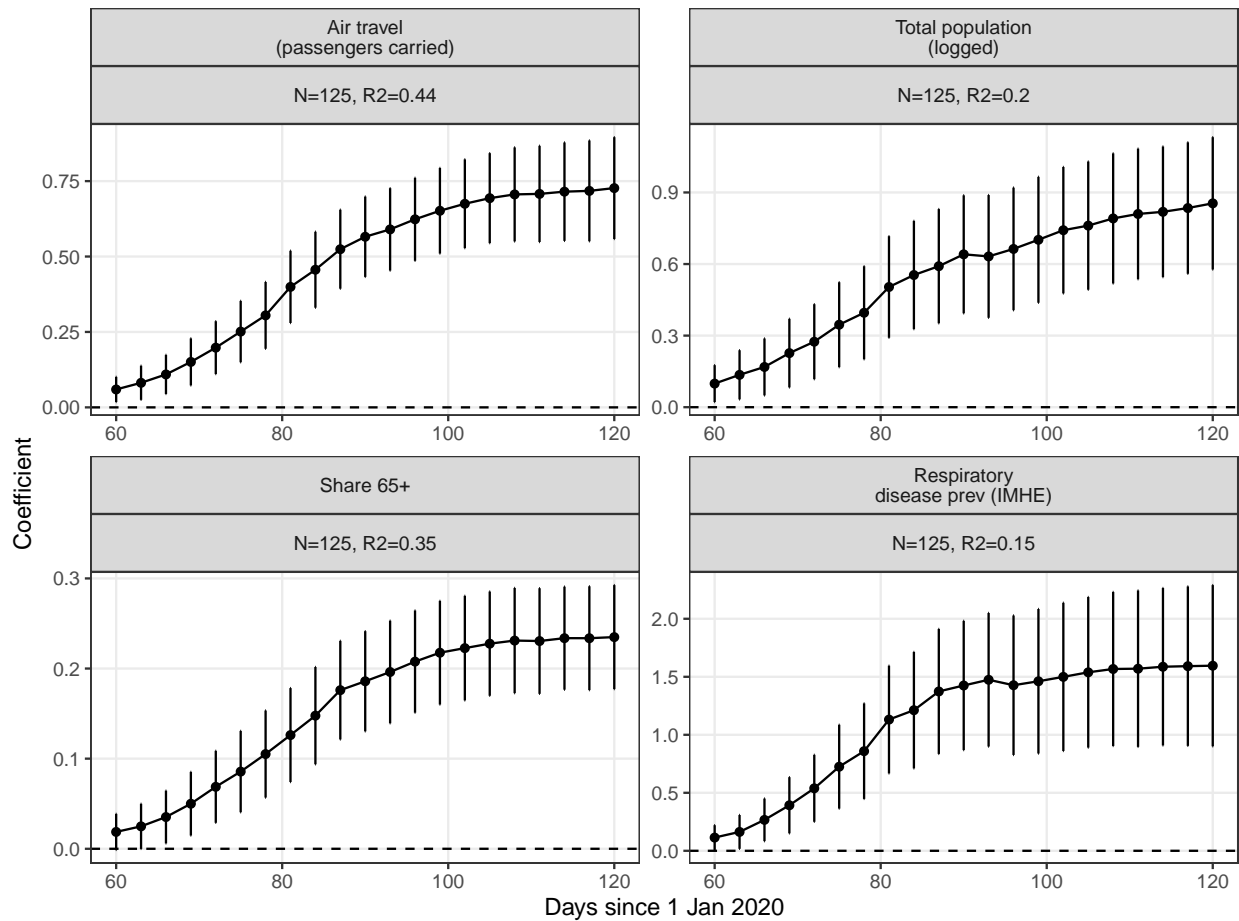 Air travel
(passengers carried)
N=125, R2=0.44
0.75
0.50
0.25
0.00
60 80 100 120
Total population
(logged)
N=125, R2=0.2
0.9
0.6
0.3
0.0
60 80 100 120
Share 65+
N=125, R2=0.35
0.3
0.2
0.1
0.0
60 80 100 120
Respiratory
disease prev (IMHE)
N=125, R2=0.15
2.0
1.5
1.0
0.5
0.0
60 80 100 120
Coefficient
Days since 1 Jan 2020